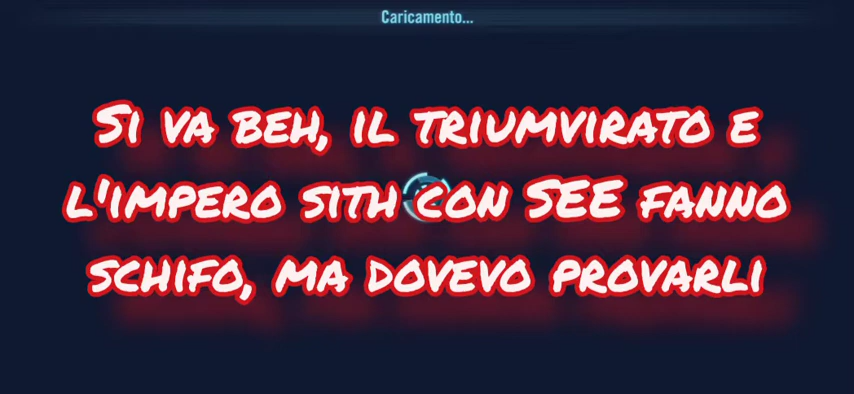 Caricamento...
Si va beh, il triumvirato e
l'impero sith con SEE fanno
schifo, ma dovevo provarli